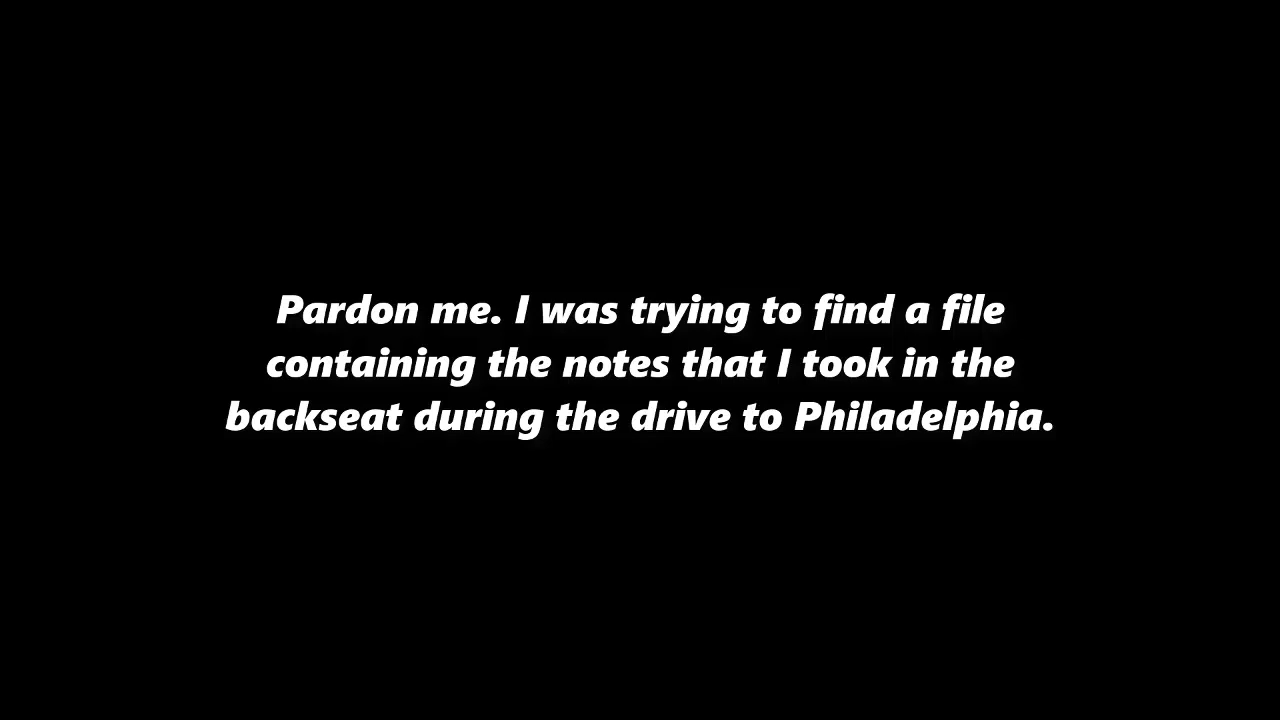 Pardon me. I was trying to find a file
containing the notes that I took in the
backseat during the drive to Philadelphia.